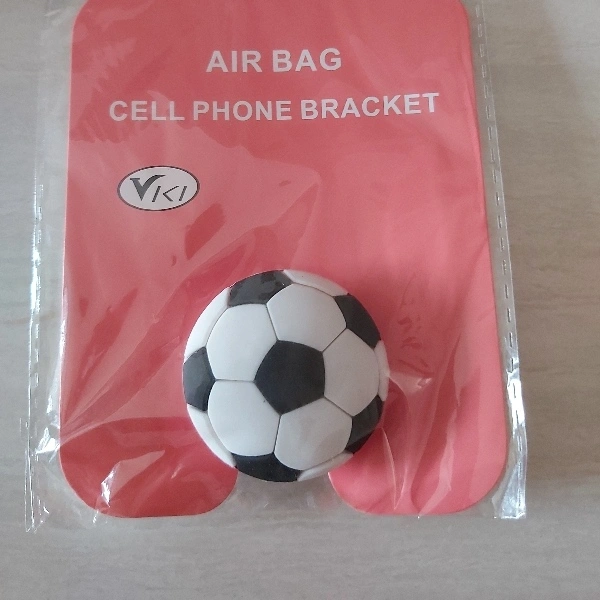 AIR BAG
CELL PHONE BRACKET
VKI